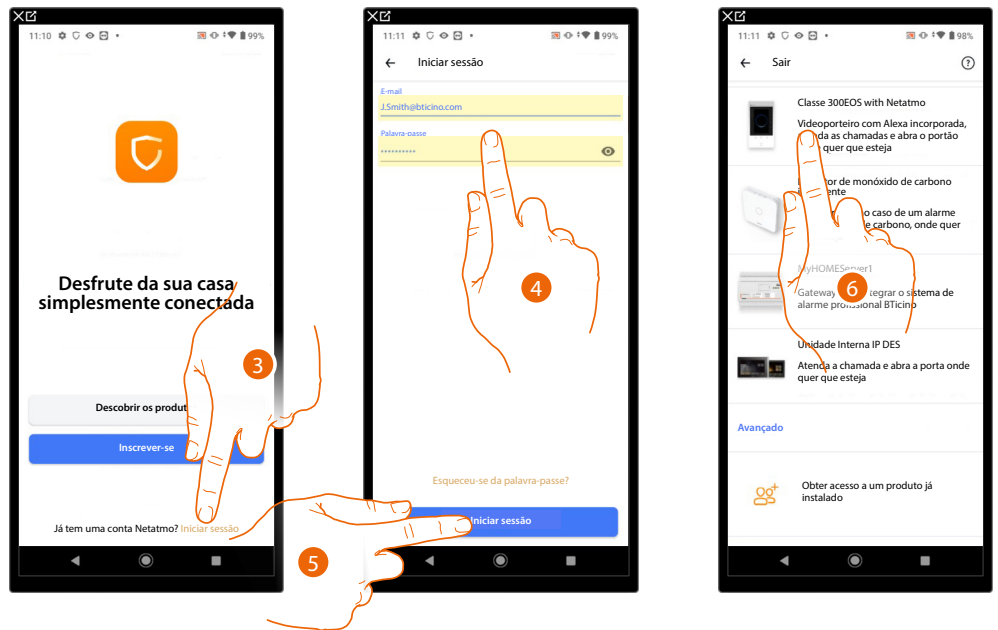 11:10
99%
Desfrute da sua casa
simplesmente conectada
3
Descobrir os produt
Inscrever-se
Já tem uma conta Netatmo? Iniciar sessão
11:11
99%
Iniciar sessão
E-mail
J.Smith@bticino.com
Palavra-passe
••••••••••
4
Esqueceu-se da palavra-passe?
Iniciar sessão
5
11:11
98%
Sair
?
Classe 300EOS with Netatmo
Videoporteiro com Alexa incorporada,
as chamadas e abra o portão
quer que esteja
de monóxido de carbono
o caso de um alarme
e carbono, onde quer
MyHOMEServer1
Gateway sistema de
alarme profissional BTicino
6
Unidade Interna IP DES
Atenda a chamada e abra a porta onde
quer que esteja
Avançado
Obter acesso a um produto já
instalado